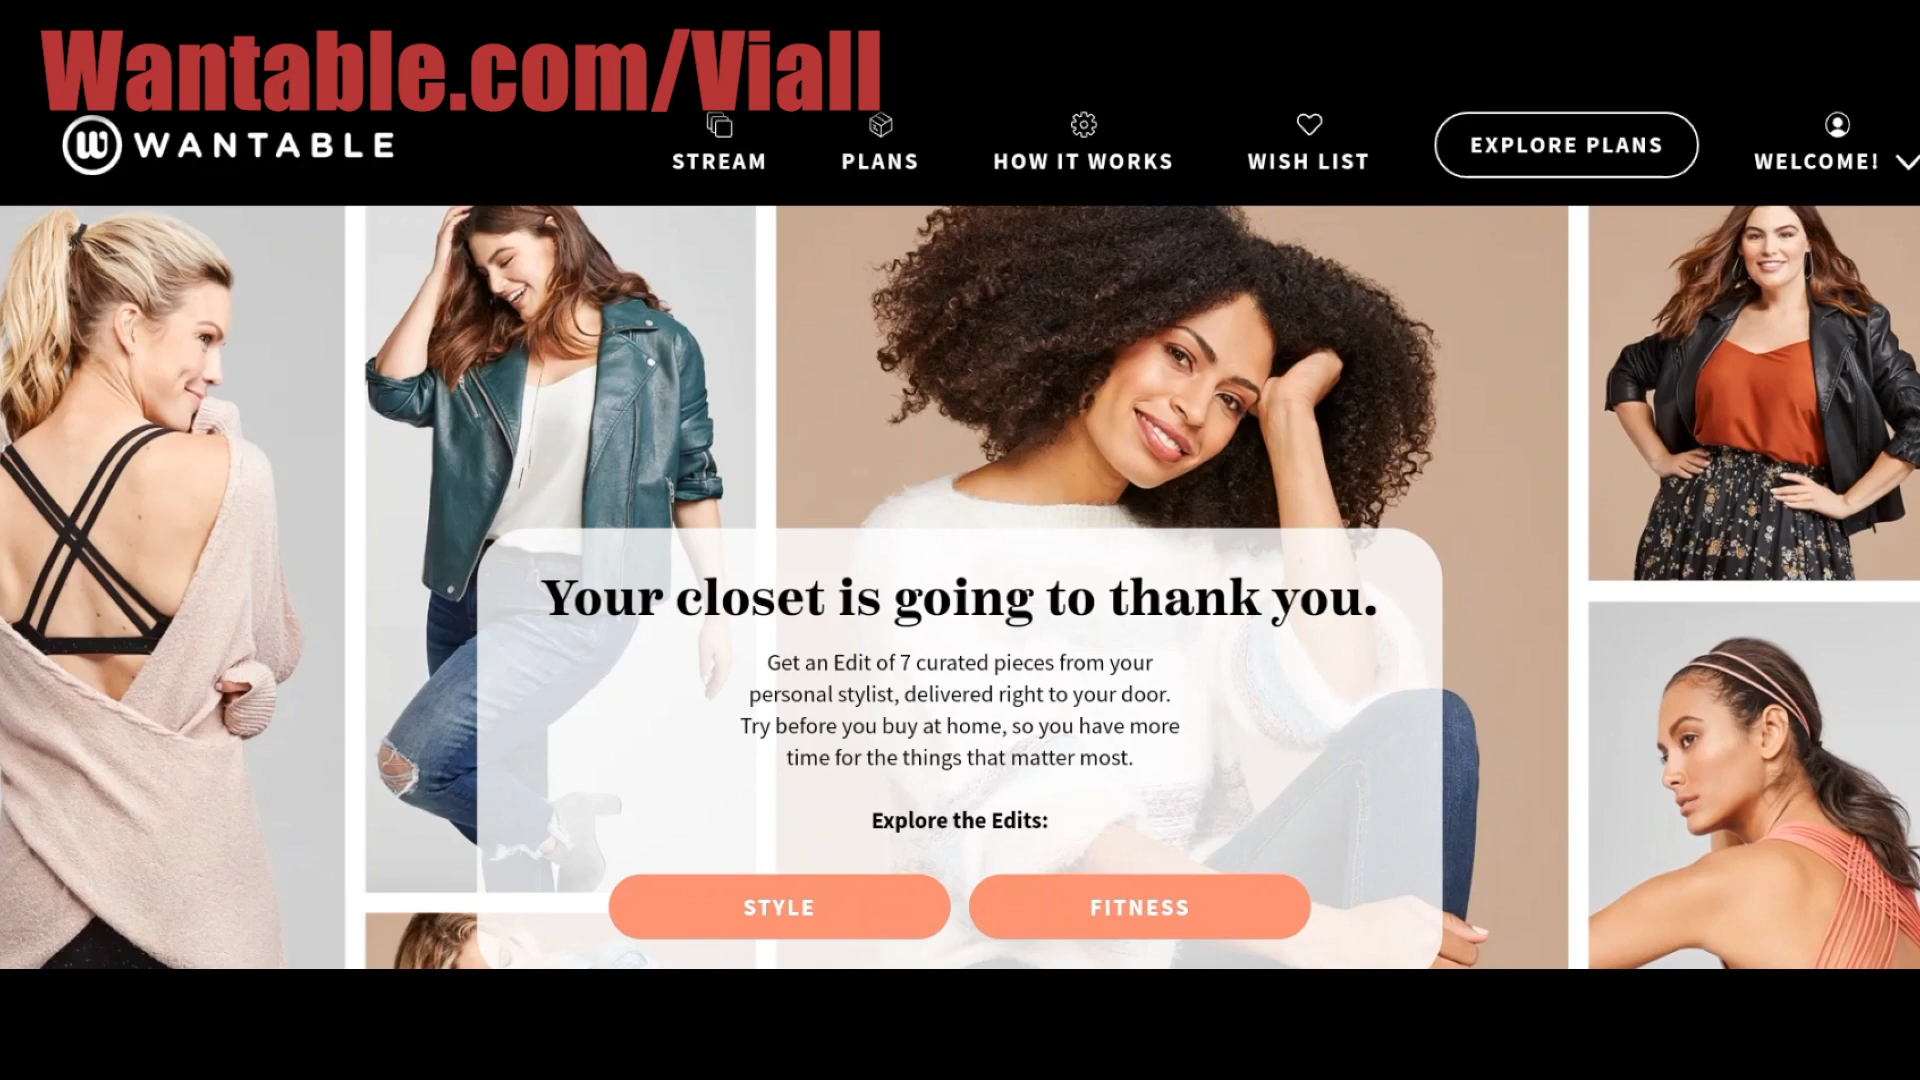 Wantable.com/Viall
WANTABLE
STREAM
PLANS
HOW IT WORKS
WISH LIST
EXPLORE PLANS
WELCOME!
Your closet is going to thank you.
Get an Edit of 7 curated pieces from your
personal stylist, delivered right to your door.
Try before you buy at home, so you have more
time for the things that matter most.
Explore the Edits:
STYLE
FITNESS